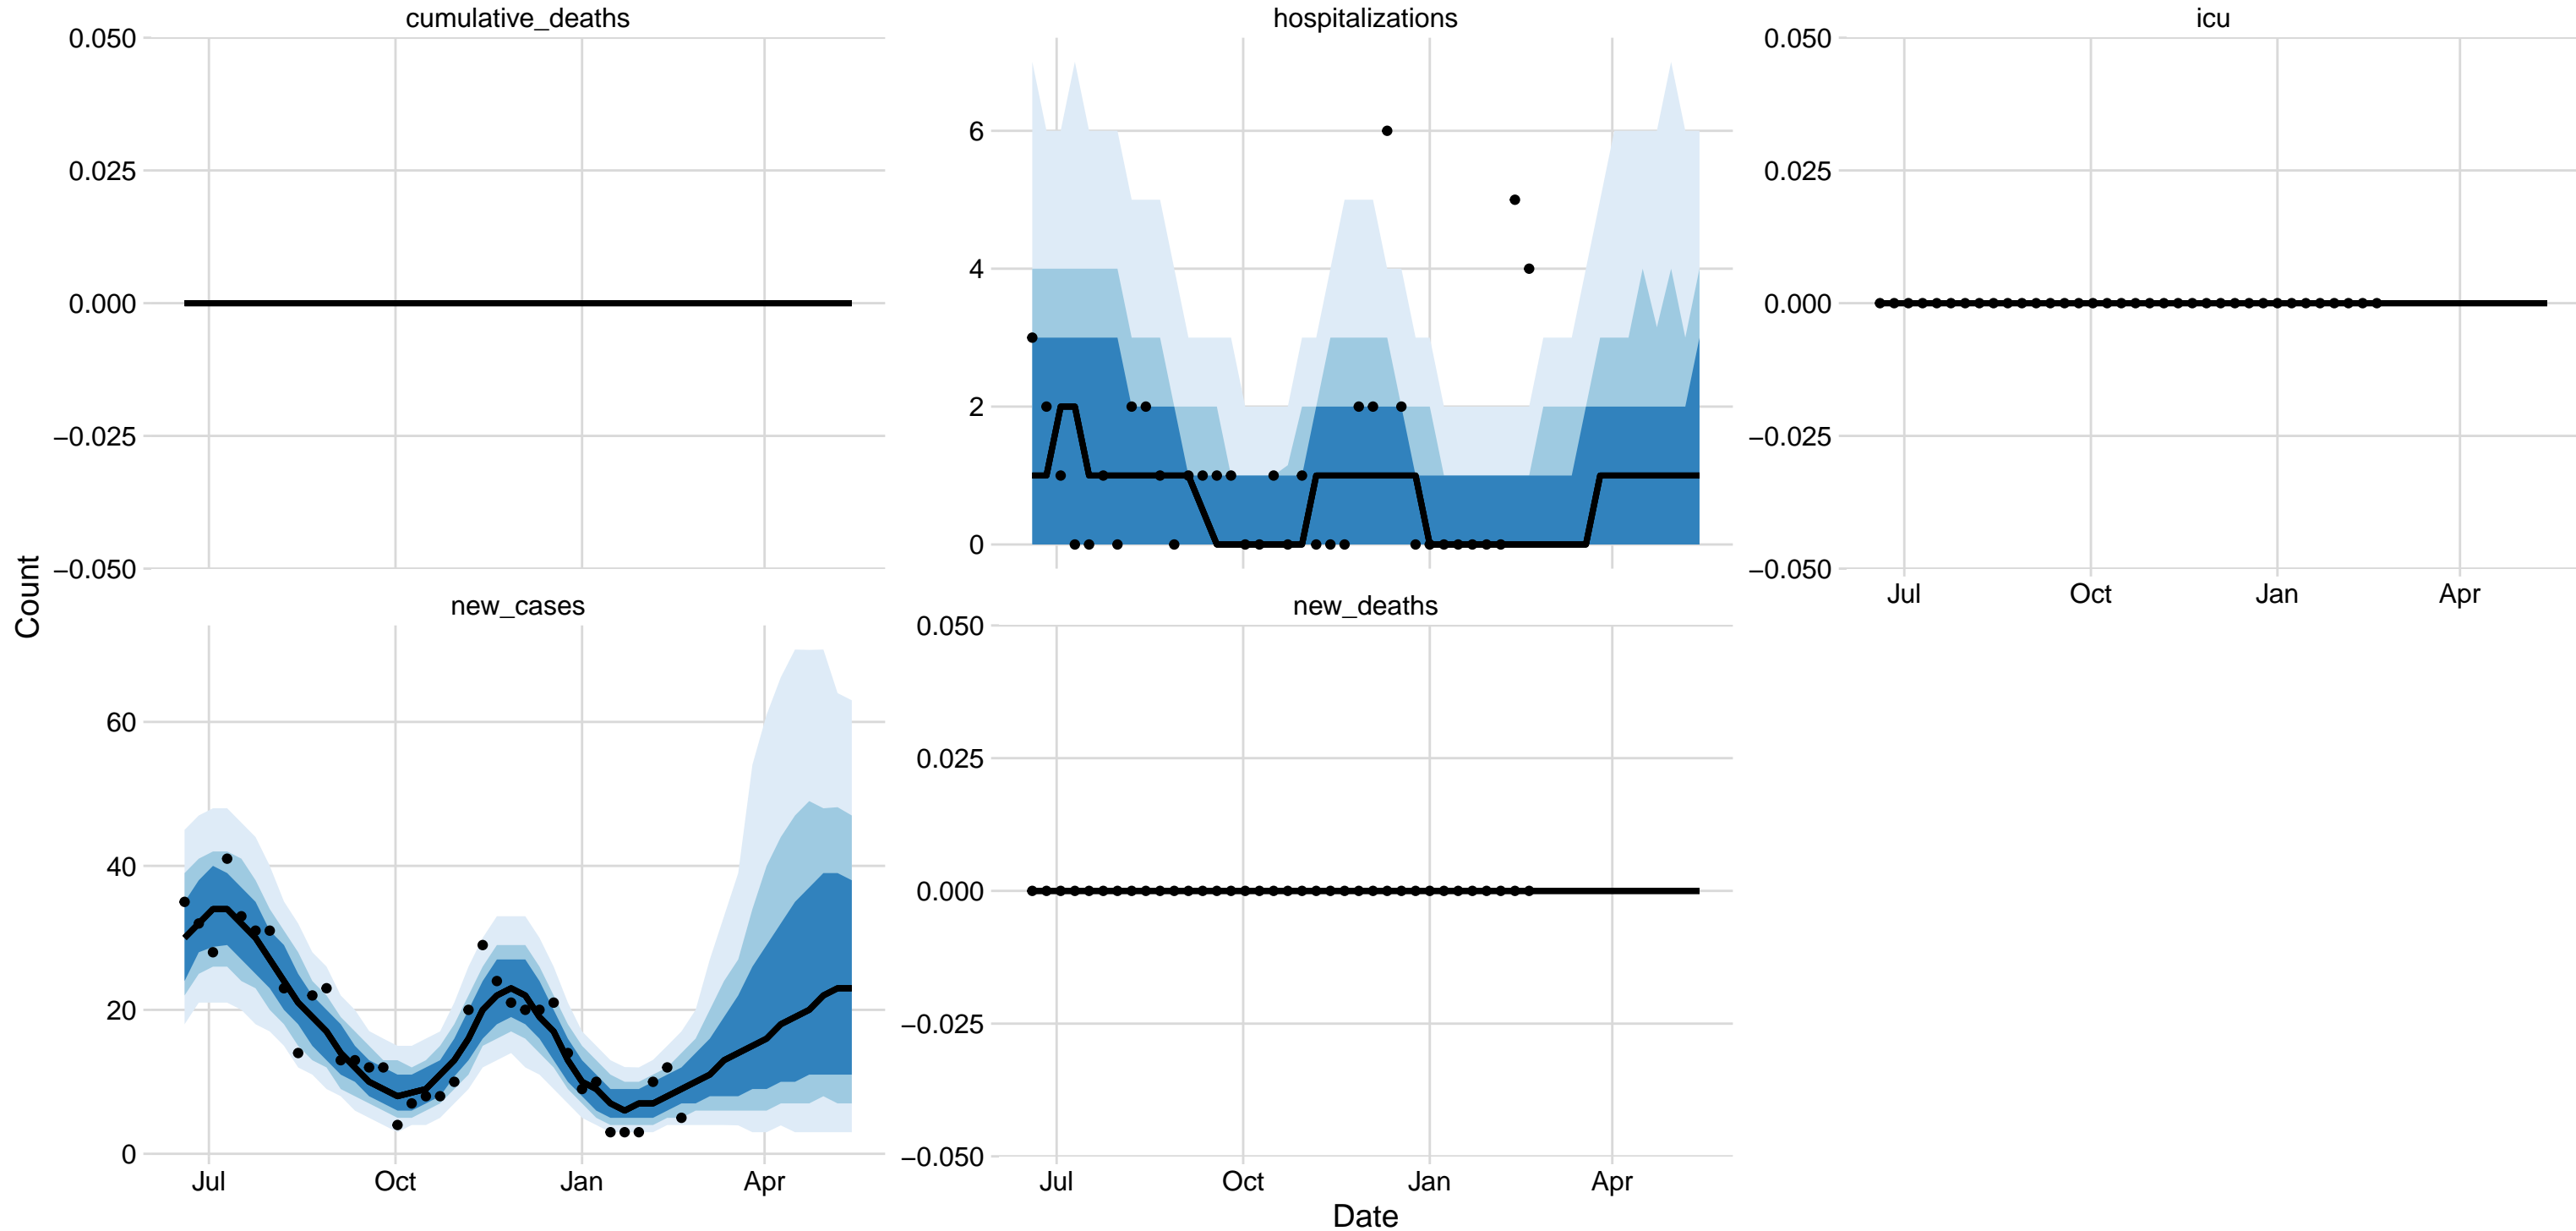 cumulative_deaths
0.050
0.025
0.000
−0.025
−0.050
hospitalizations
6
4
2
0
icu
0.050
0.025
0.000
−0.025
−0.050
Jul Oct Jan Apr
Count
new_cases
60
40
20
0
Jul Oct Jan Apr
new_deaths
0.050
0.025
0.000
−0.025
−0.050
Jul Oct Jan Apr
Date